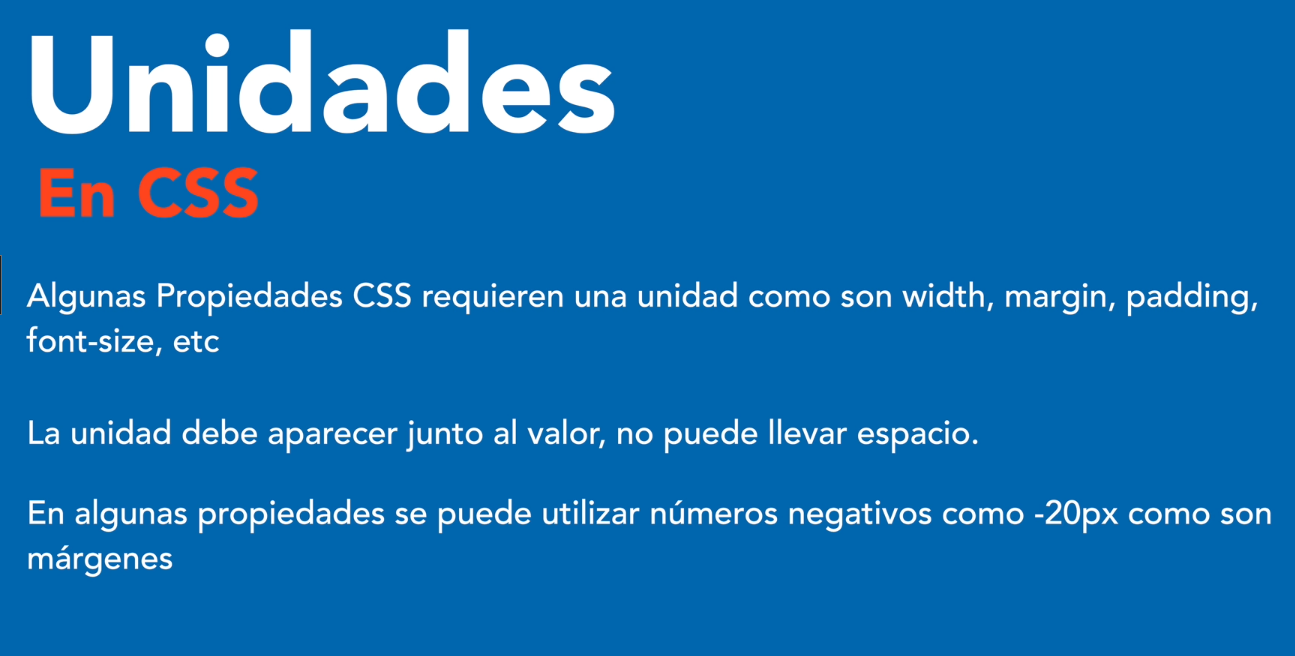 Unidades
En CSS
Algunas Propiedades CSS requieren una unidad como son width, margin, padding,
font-size, etc
La unidad debe aparecer junto al valor, no puede llevar espacio.
En algunas propiedades se puede utilizar números negativos como -20px como son
márgenes